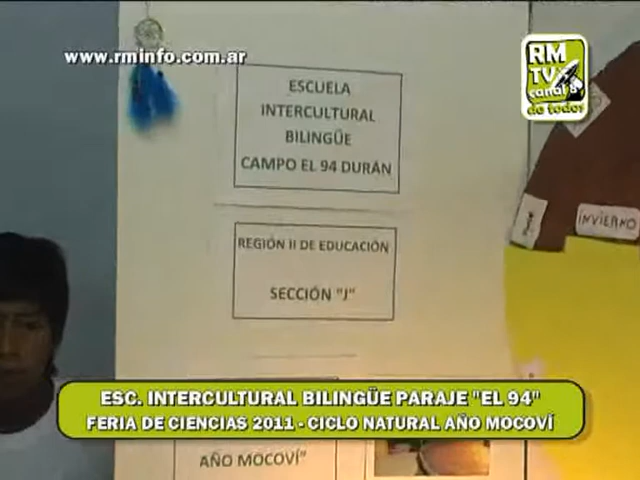 www.rminfo.com.ar
RM
TV
canal 8
de todos
ESCUELA
INTERCULTURAL
BILINGÜE
CAMPO EL 94 DURÁN
INVIERNO
REGIÓN II DE EDUCACIÓN
SECCIÓN "J"
ESC. INTERCULTURAL BILINGÜE PARAJE "EL 94"
FERIA DE CIENCIAS 2011 - CICLO NATURAL AÑO MOCOVÍ
AÑO MOCOVÍ"